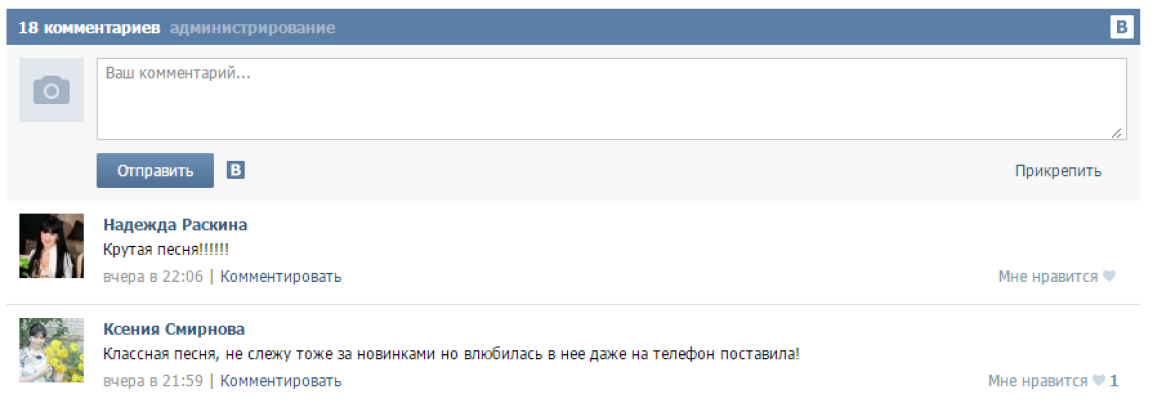 18 комментариев администрирование B
Ваш комментарий...
Отправить B Прикрепить
Надежда Раскина
Крутая песня!!!!!!
вчера в 22:06 | Комментировать Мне нравится
Ксения Смирнова
Классная песня, не слежу тоже за новинками но влюбилась в нее даже на телефон поставила!
вчера в 21:59 | Комментировать Мне нравится 1